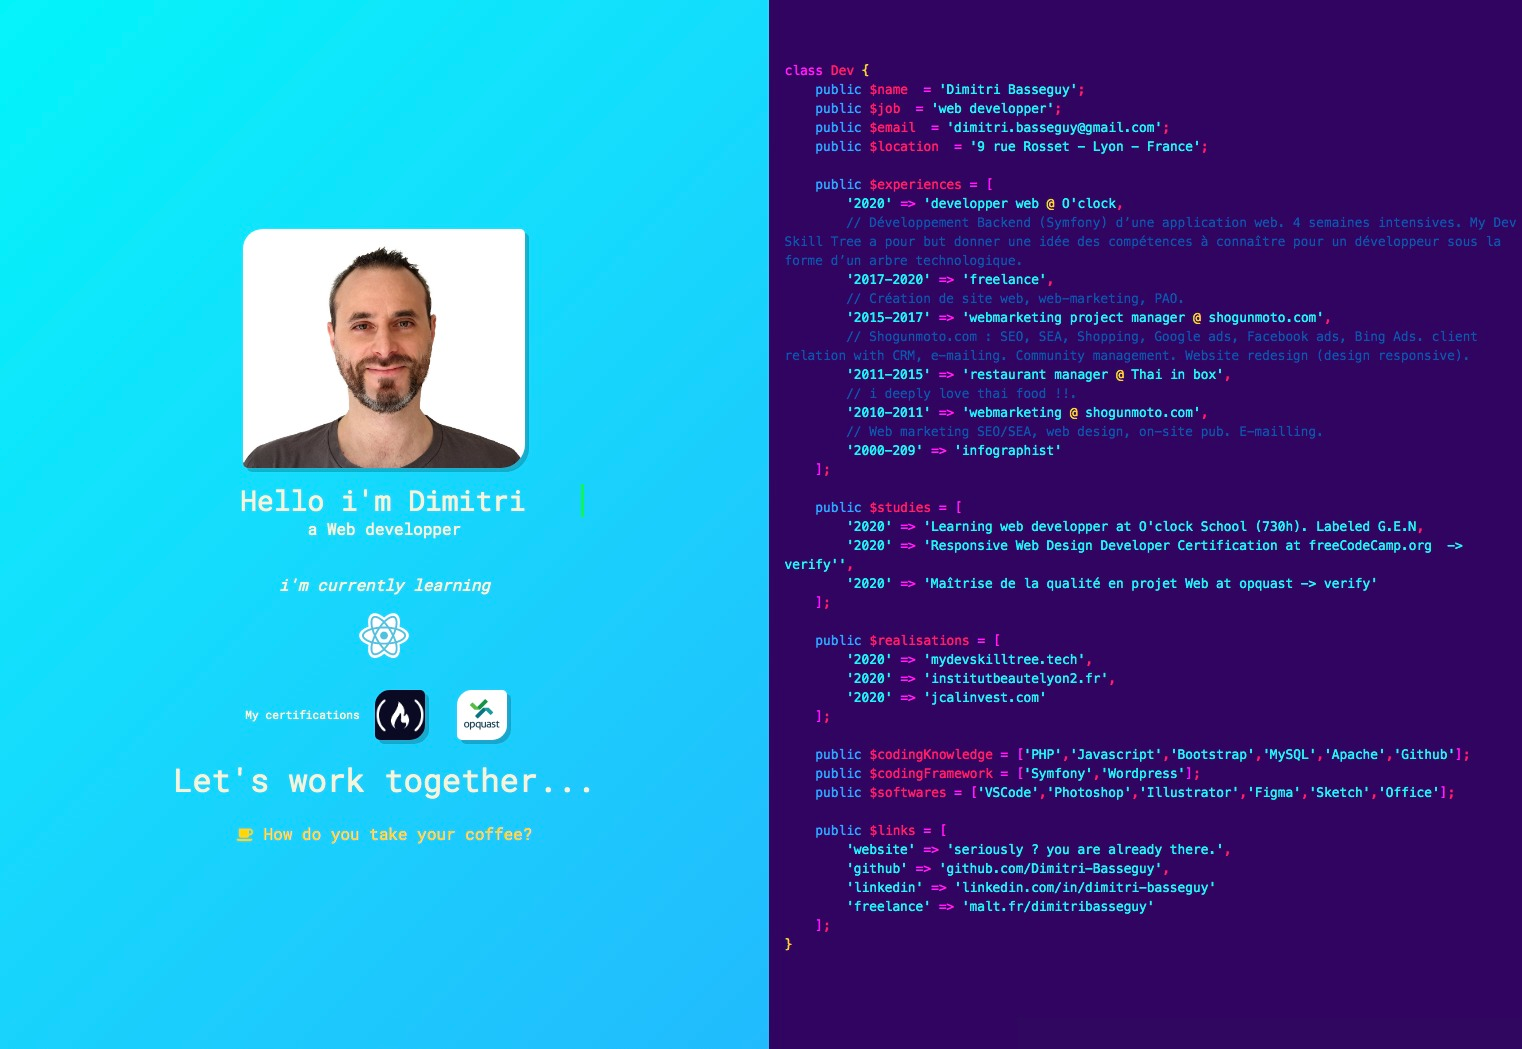 Hello i'm Dimitri
a Web developper
i'm currently learning
My certifications
opquast
Let's work together...
How do you take your coffee?
class Dev {
public $name = 'Dimitri Basseguy';
public $job = 'web developper';
public $email = 'dimitri.basseguy@gmail.com';
public $location = '9 rue Rosset – Lyon – France';
public $experiences = [
'2020' => 'developper web @ O'clock,
// Développement Backend (Symfony) d’une application web. 4 semaines intensives. My Dev
Skill Tree a pour but donner une idée des compétences à connaître pour un développeur sous la
forme d’un arbre technologique.
'2017–2020' => 'freelance',
// Création de site web, web-marketing, PAO.
'2015–2017' => 'webmarketing project manager @ shogunmoto.com',
// Shogunmoto.com : SEO, SEA, Shopping, Google ads, Facebook ads, Bing Ads. client
relation with CRM, e-mailing. Community management. Website redesign (design responsive).
'2011–2015' => 'restaurant manager @ Thai in box',
// i deeply love thai food !!.
'2010–2011' => 'webmarketing @ shogunmoto.com',
// Web marketing SEO/SEA, web design, on-site pub. E-mailling.
'2000–209' => 'infographist'
];
public $studies = [
'2020' => 'Learning web developper at O'clock School (730h). Labeled G.E.N,
'2020' => 'Responsive Web Design Developer Certification at freeCodeCamp.org ->
verify'',
'2020' => 'Maîtrise de la qualité en projet Web at opquast -> verify'
];
public $realisations = [
'2020' => 'mydevskilltree.tech',
'2020' => 'institutbeautelyon2.fr',
'2020' => 'jcalinvest.com'
];
public $codingKnowledge = ['PHP','Javascript','Bootstrap','MySQL','Apache','Github'];
public $codingFramework = ['Symfony','Wordpress'];
public $softwares = ['VSCode','Photoshop','Illustrator','Figma','Sketch','Office'];
public $links = [
'website' => 'seriously ? you are already there.',
'github' => 'github.com/Dimitri-Basseguy',
'linkedin' => 'linkedin.com/in/dimitri-basseguy'
'freelance' => 'malt.fr/dimitribasseguy'
];
}